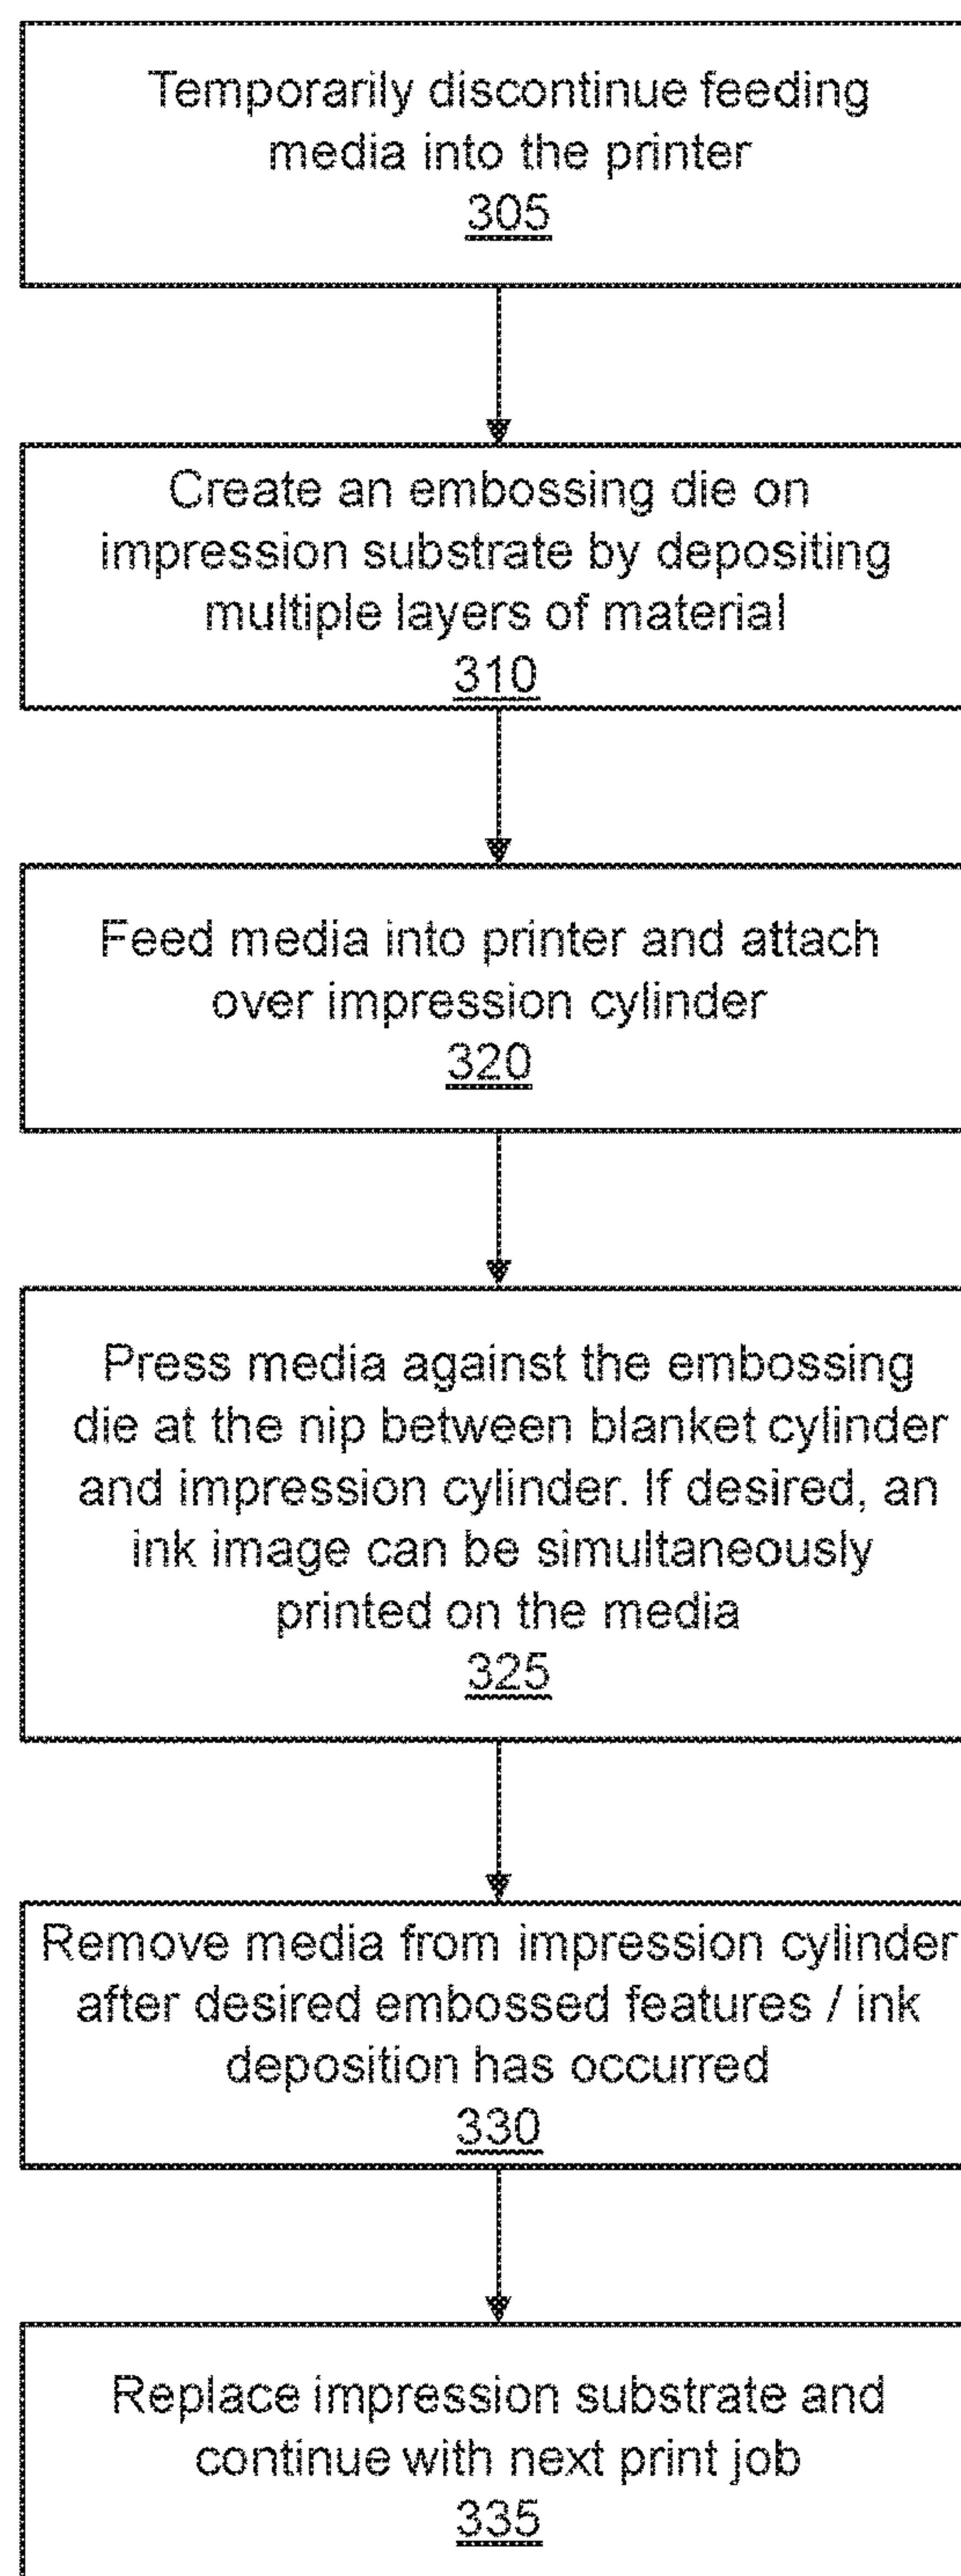 Temporarily discontinue feeding
media into the printer
305
Create an embossing die on
impression substrate by depositing
multiple layers of material
310
Feed media into printer and attach
over impression cylinder
320
Press media against the embossing
die at the nip between blanket cylinder
and impression cylinder. If desired, an
ink image can be simultaneously
printed on the media
325
Remove media from impression cylinder
after desired embossed features / ink
deposition has occurred
330
Replace impression substrate and
continue with next print job
335